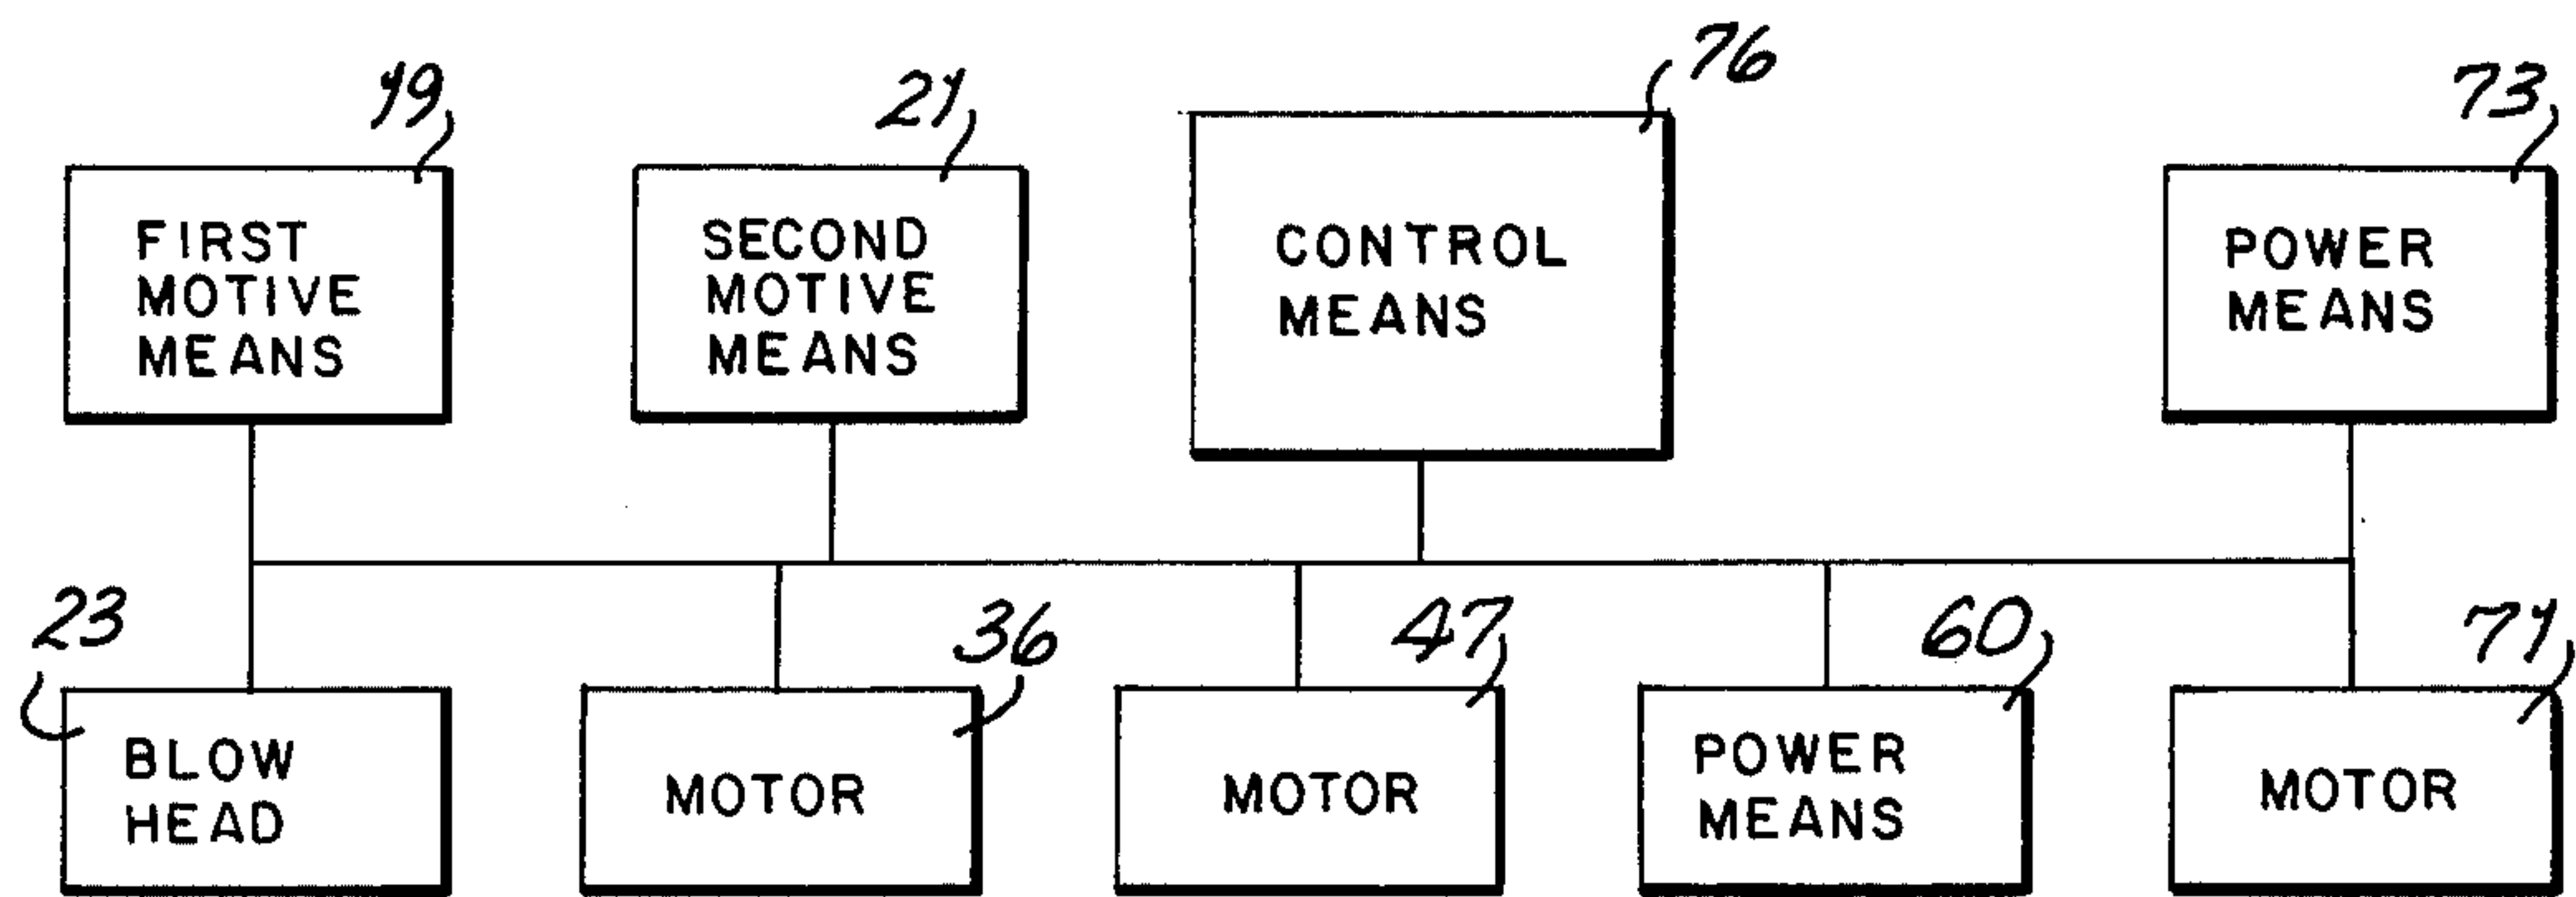 19
21
76
73
FIRST
MOTIVE
MEANS
SECOND
MOTIVE
MEANS
CONTROL
MEANS
POWER
MEANS
23
36
47
60
71
BLOW
HEAD
MOTOR
MOTOR
POWER
MEANS
MOTOR